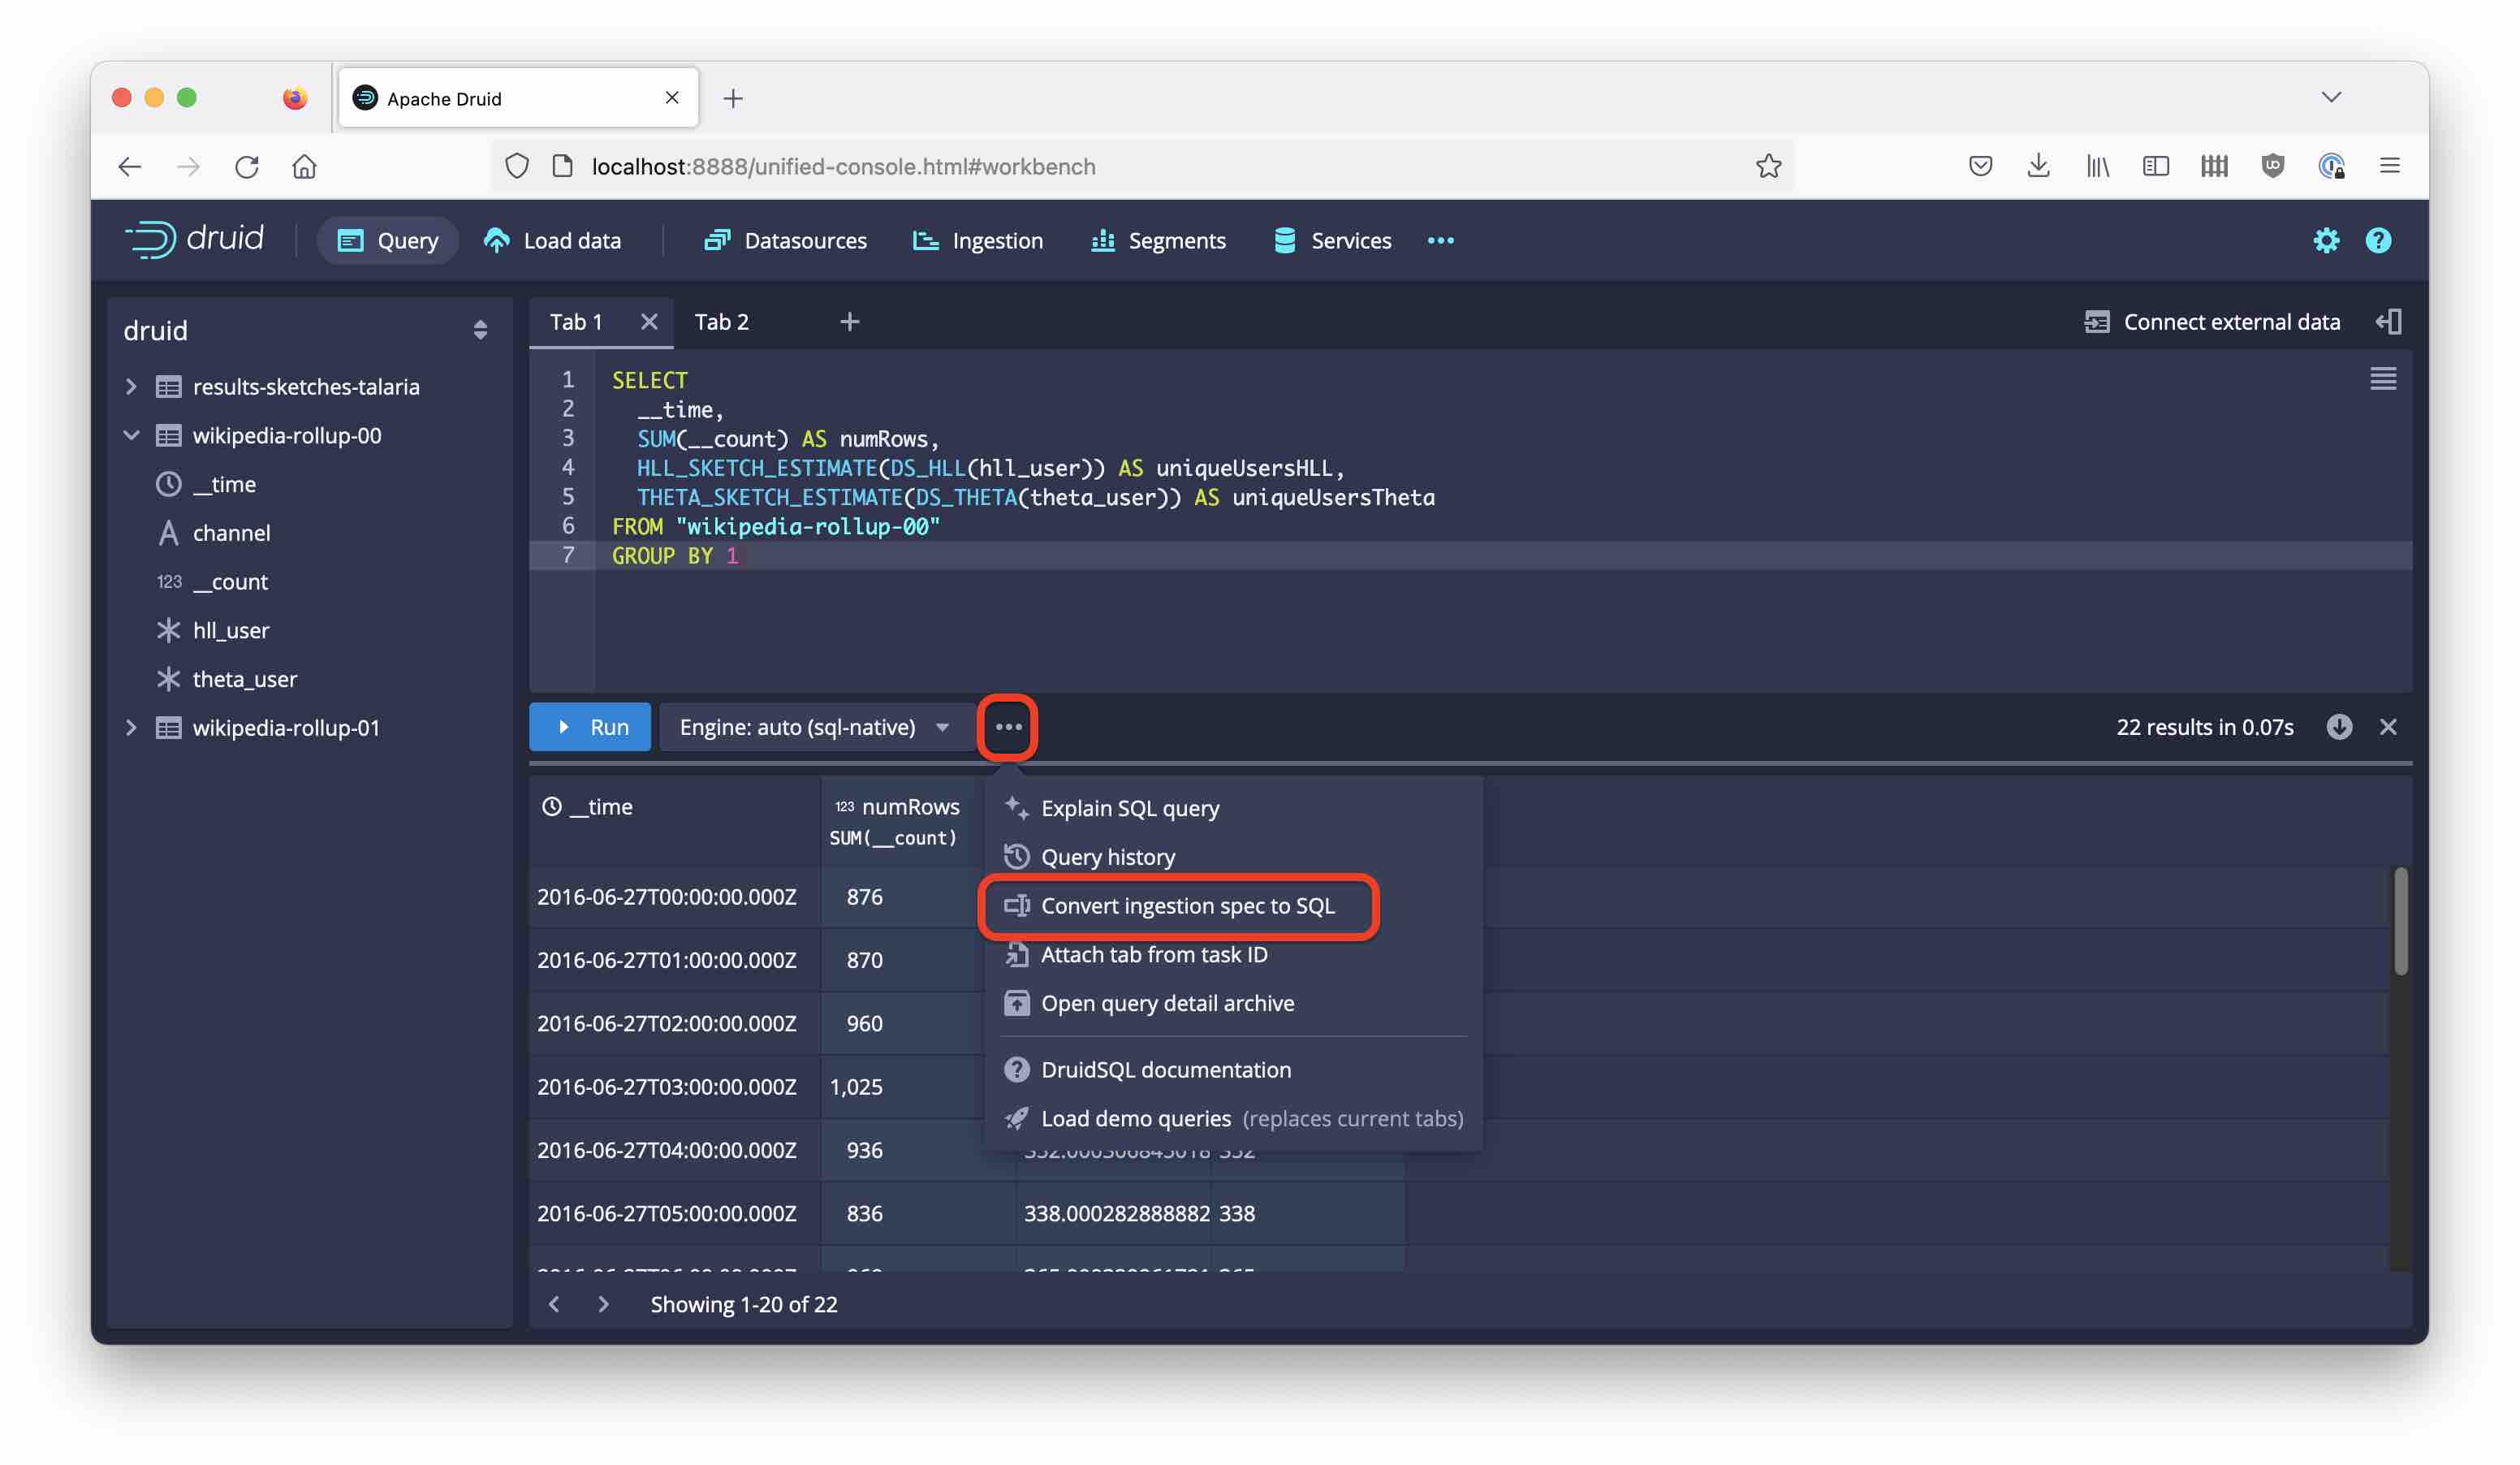 Apache Druid
localhost:8888/unified-console.html#workbench
druid
Query
Load data
Datasources
Ingestion
Segments
Services
druid
results-sketches-talaria
wikipedia-rollup-00
__time
channel
123 __count
hll_user
theta_user
wikipedia-rollup-01
Tab 1
Tab 2
Connect external data
1 SELECT
2 __time,
3 SUM(__count) AS numRows,
4 HLL_SKETCH_ESTIMATE(DS_HLL(hll_user)) AS uniqueUsersHLL,
5 THETA_SKETCH_ESTIMATE(DS_THETA(theta_user)) AS uniqueUsersTheta
6 FROM "wikipedia-rollup-00"
7 GROUP BY 1
Run
Engine: auto (sql-native)
22 results in 0.07s
__time
123 numRows
SUM(__count)
2016-06-27T00:00:00.000Z 876
2016-06-27T01:00:00.000Z 870
2016-06-27T02:00:00.000Z 960
2016-06-27T03:00:00.000Z 1,025
2016-06-27T04:00:00.000Z 936
2016-06-27T05:00:00.000Z 836 338.000282888882 338
Explain SQL query
Query history
Convert ingestion spec to SQL
Attach tab from task ID
Open query detail archive
DruidSQL documentation
Load demo queries (replaces current tabs)
Showing 1-20 of 22